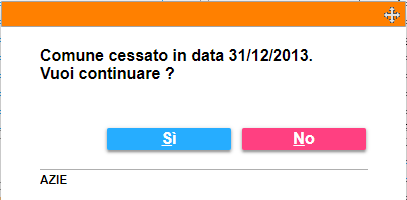 Comune cessato in data 31/12/2013.
Vuoi continuare ?
Sì No
AZIE